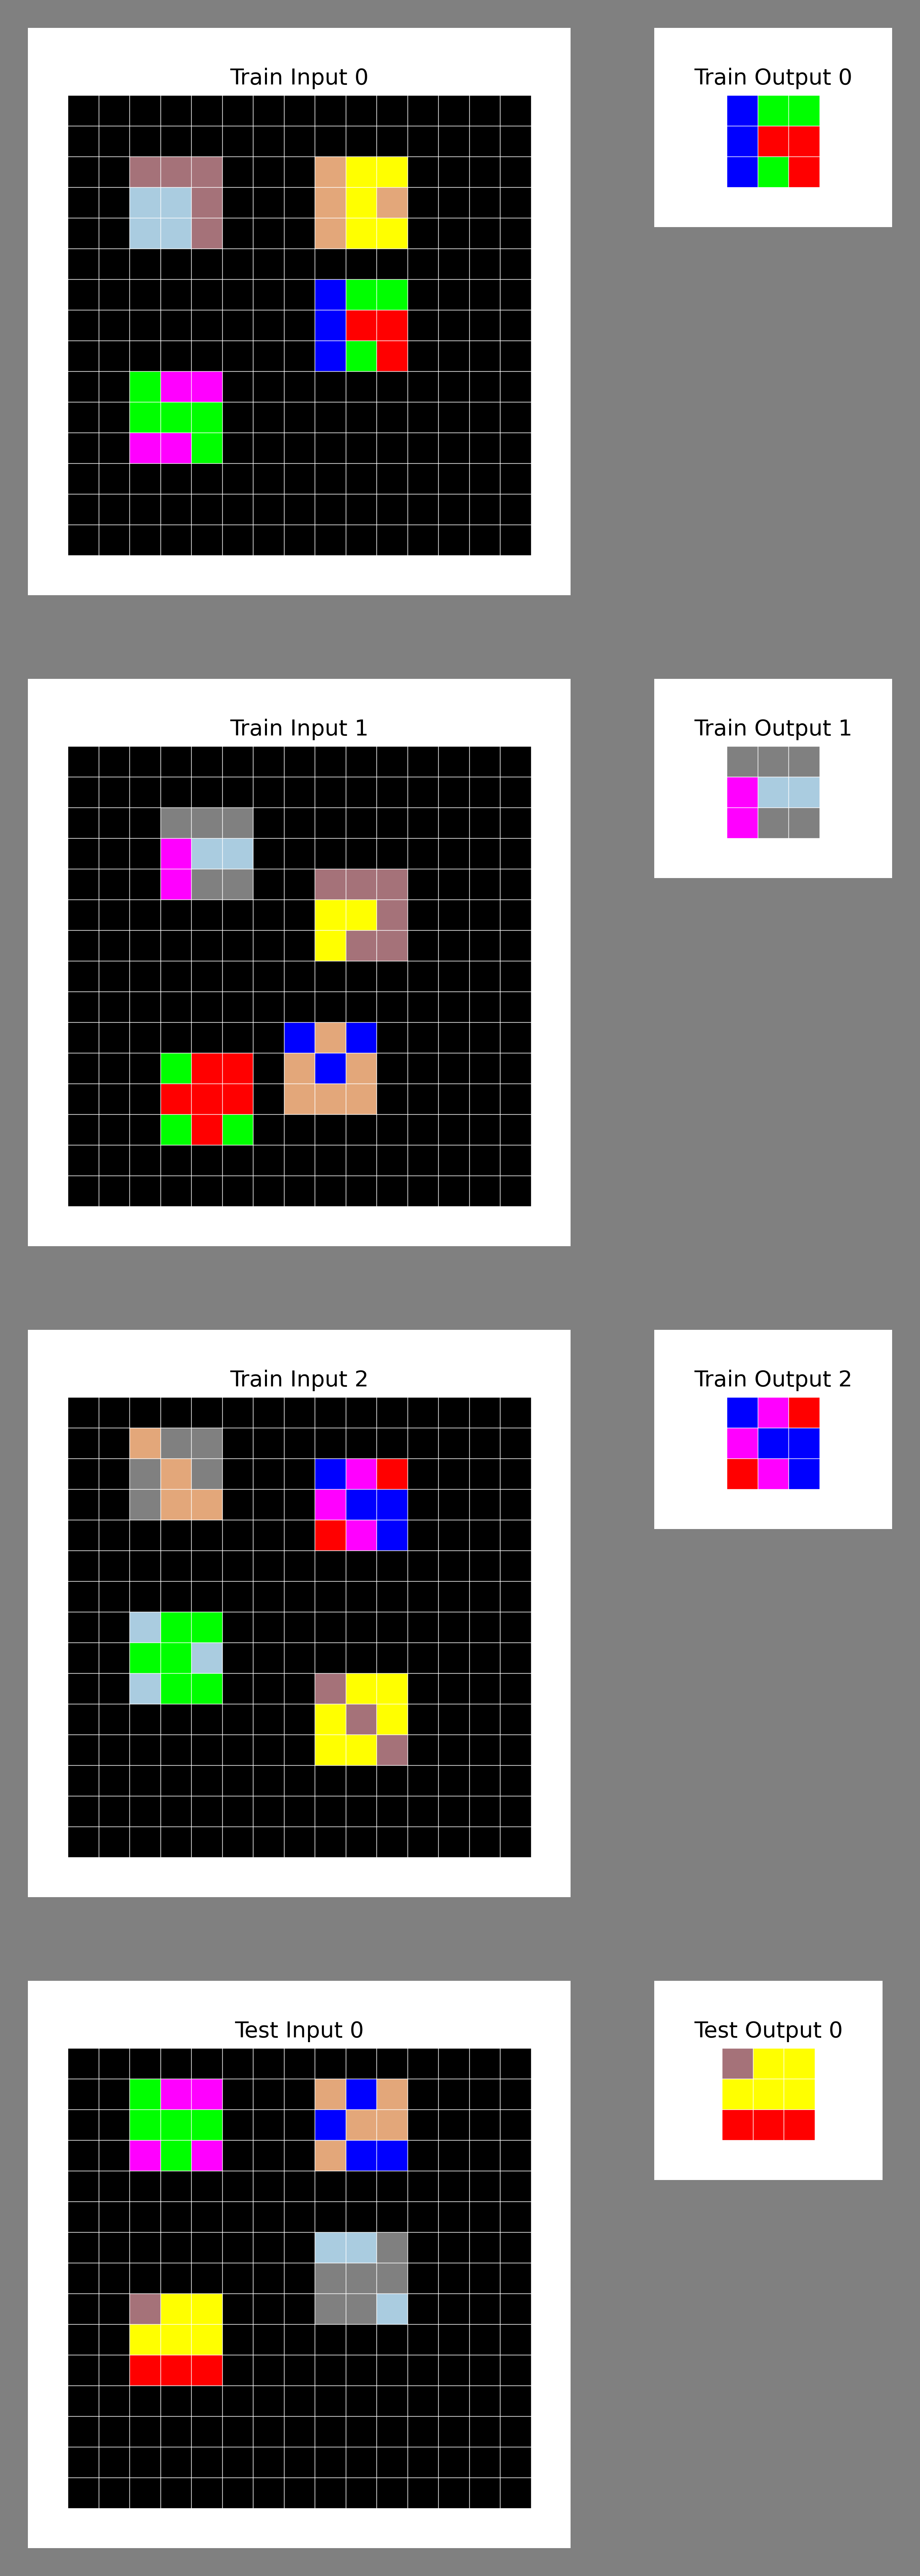 Train Input 0
Train Output 0
Train Input 1
Train Output 1
Train Input 2
Train Output 2
Test Input 0
Test Output 0